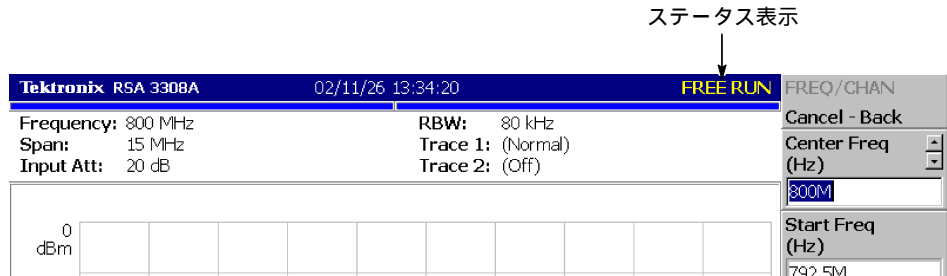 ステータス表示
Tektronix RSA 3308A 02/11/26 13:34:20 FREE RUN FREQ/CHAN
Cancel - Back
Frequency: 800 MHz RBW: 80 kHz
Span: 15 MHz Trace 1: (Normal)
Input Att: 20 dB Trace 2: (Off)
Center Freq
(Hz)
800M
0
dBm
Start Freq
(Hz)
792.5M